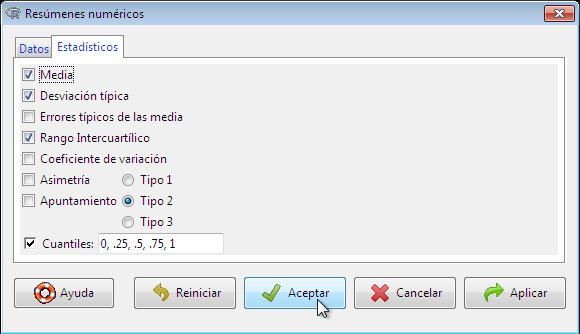 Resúmenes numéricos
Datos Estadísticos
Media
Desviación típica
Errores típicos de las media
Rango Intercuartílico
Coeficiente de variación
Asimetría Tipo 1
Apuntamiento Tipo 2
Tipo 3
Cuantiles: 0, .25, .5, .75, 1
Ayuda Reiniciar Aceptar Cancelar Aplicar